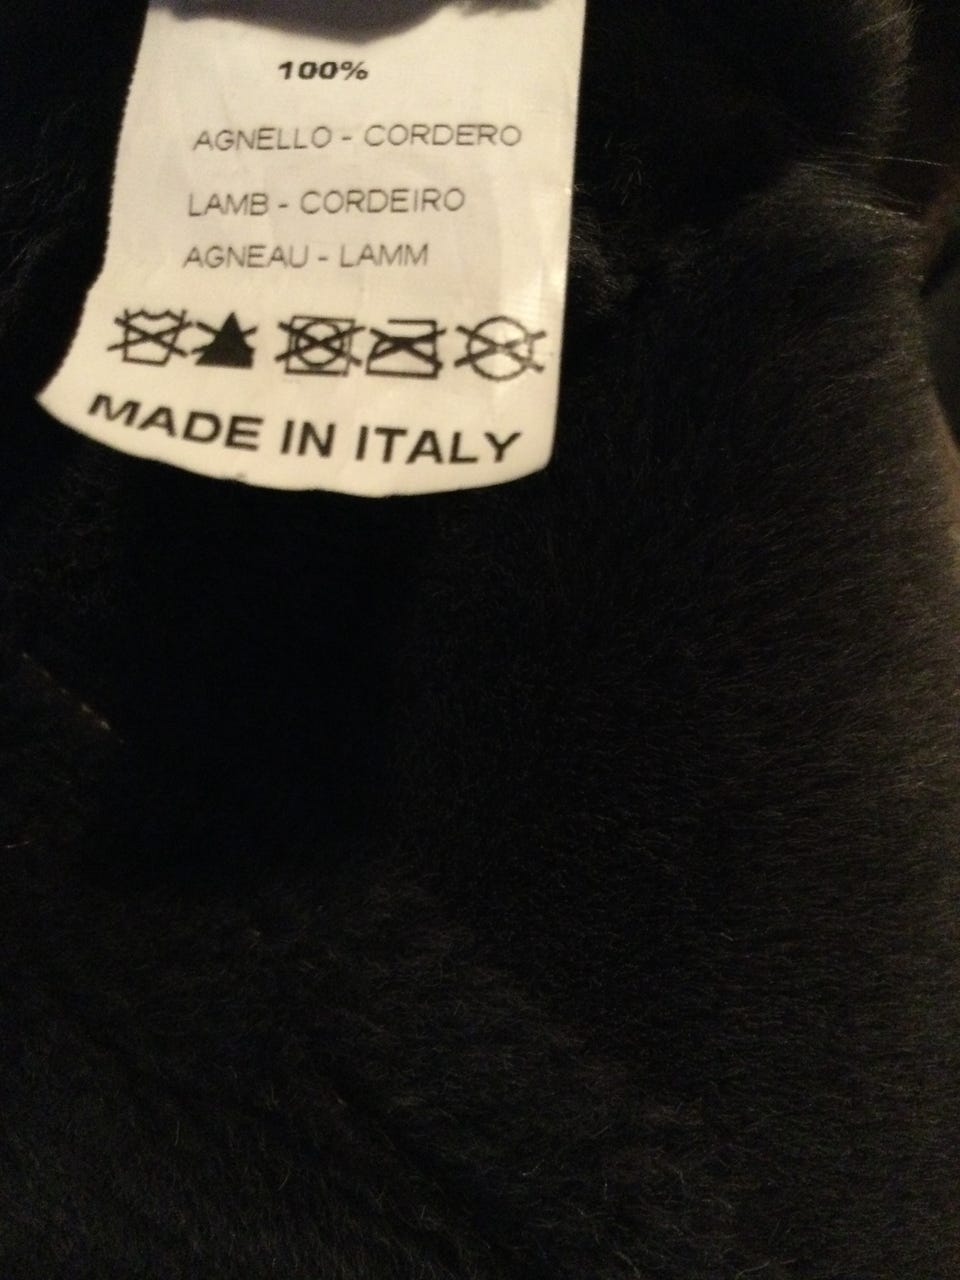 100%
AGNELLO - CORDERO
LAMB - CORDEIRO
AGNEAU - LAMM
MADE IN ITALY